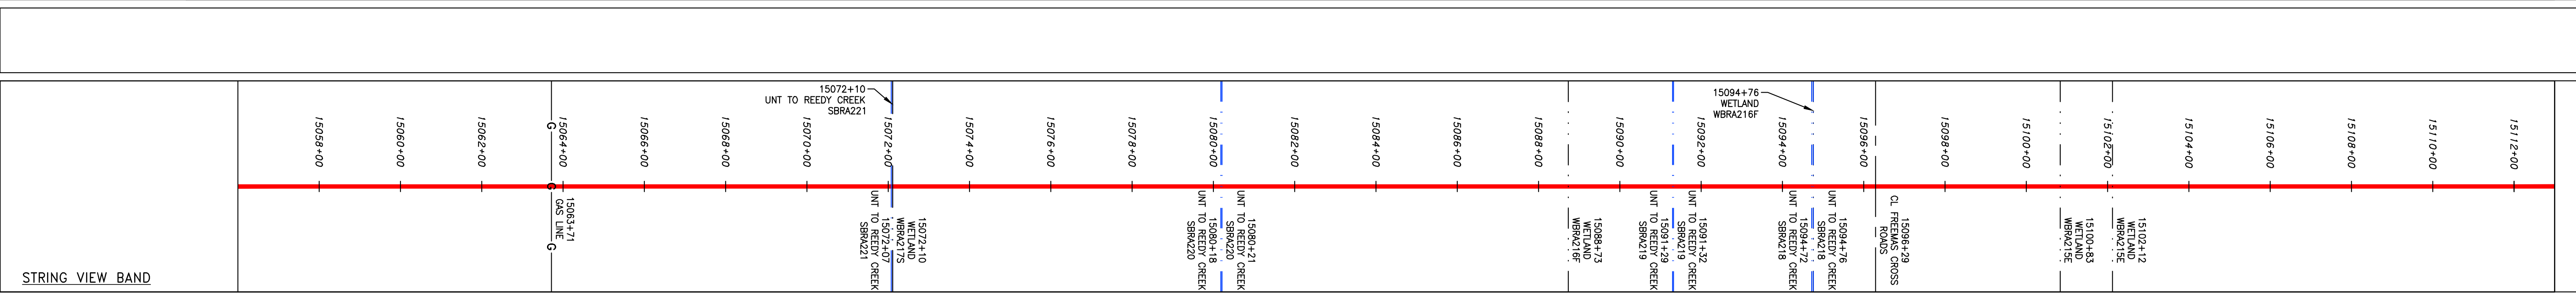 15072+10
UNT TO REEDY CREEK
SBRA221
15094+76
WETLAND
WBRA216F
15058+00
15060+00
15062+00
15064+00
15066+00
15068+00
15070+00
15072+00
15074+00
15076+00
15078+00
15080+00
15082+00
15084+00
15086+00
15088+00
15090+00
15092+00
15094+00
15096+00
15098+00
15100+00
15102+00
15104+00
15106+00
15108+00
15110+00
15112+00
G
G
G
15063+71
GAS LINE
15072+07
UNT TO REEDY CREEK
SBRA221
15072+10
WETLAND
WBRA217S
15080+18
UNT TO REEDY CREEK
SBRA220
15080+21
UNT TO REEDY CREEK
SBRA220
15088+73
WETLAND
WBRA216F
15091+29
UNT TO REEDY CREEK
SBRA219
15091+32
UNT TO REEDY CREEK
SBRA219
15094+72
UNT TO REEDY CREEK
SBRA218
15094+76
UNT TO REEDY CREEK
SBRA218
15096+29
CL FREEMAS CROSS
ROADS
15100+83
WETLAND
WBRA215E
15102+12
WETLAND
WBRA215E
STRING VIEW BAND